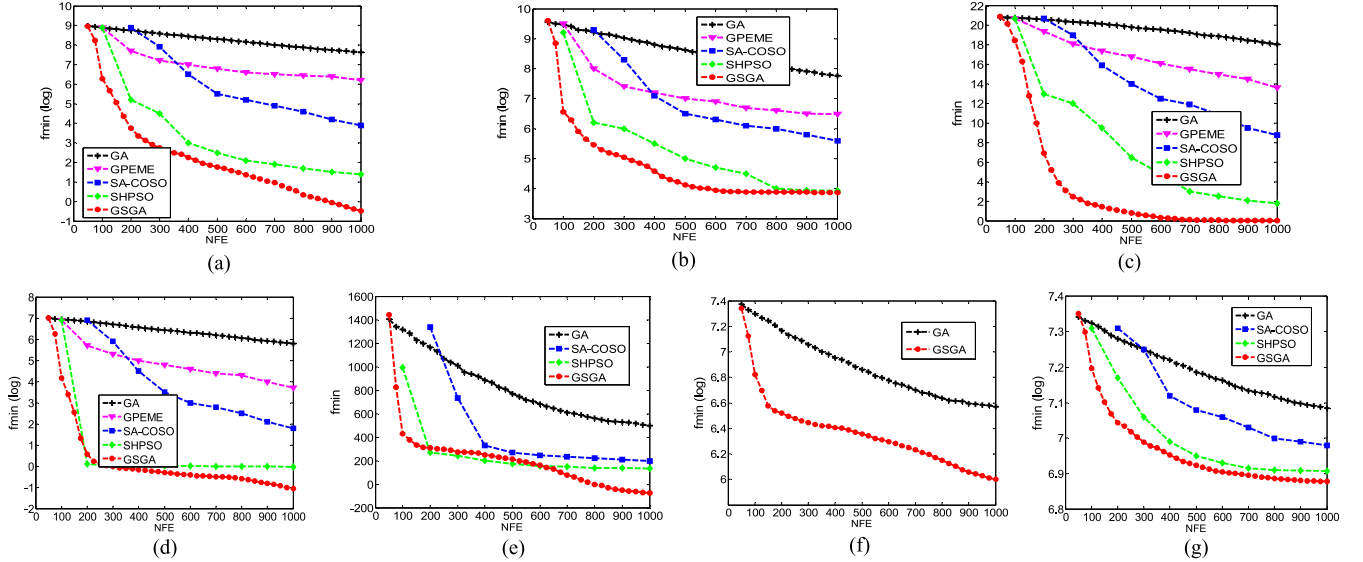 10
9
8
7
6
5
4
3
2
1
0
-1
fmin (log)
0 100 200 300 400 500 600 700 800 900 1000
NFE
GA
GPEME
SA-COSO
SHPSO
GSGA
(a)
10
9
8
7
6
5
4
3
fmin (log)
0 100 200 300 400 500 600 700 800 900 1000
NFE
GA
GPEME
SA-COSO
SHPSO
GSGA
(b)
22
20
18
16
14
12
10
8
6
4
2
0
fmin
0 100 200 300 400 500 600 700 800 900 1000
NFE
GA
GPEME
SA-COSO
SHPSO
GSGA
(c)
8
7
6
5
4
3
2
1
0
-1
-2
fmin (log)
0 100 200 300 400 500 600 700 800 900 1000
NFE
GA
GPEME
SA-COSO
SHPSO
GSGA
(d)
1600
1400
1200
1000
800
600
400
200
0
-200
fmin
0 100 200 300 400 500 600 700 800 900 1000
NFE
GA
SA-COSO
SHPSO
GSGA
(e)
7.4
7.2
7
6.8
6.6
6.4
6.2
6
fmin (log)
0 100 200 300 400 500 600 700 800 900 1000
NFE
GA
GSGA
(f)
7.4
7.3
7.2
7.1
7
6.9
6.8
fmin (log)
0 100 200 300 400 500 600 700 800 900 1000
NFE
GA
SA-COSO
SHPSO
GSGA
(g)